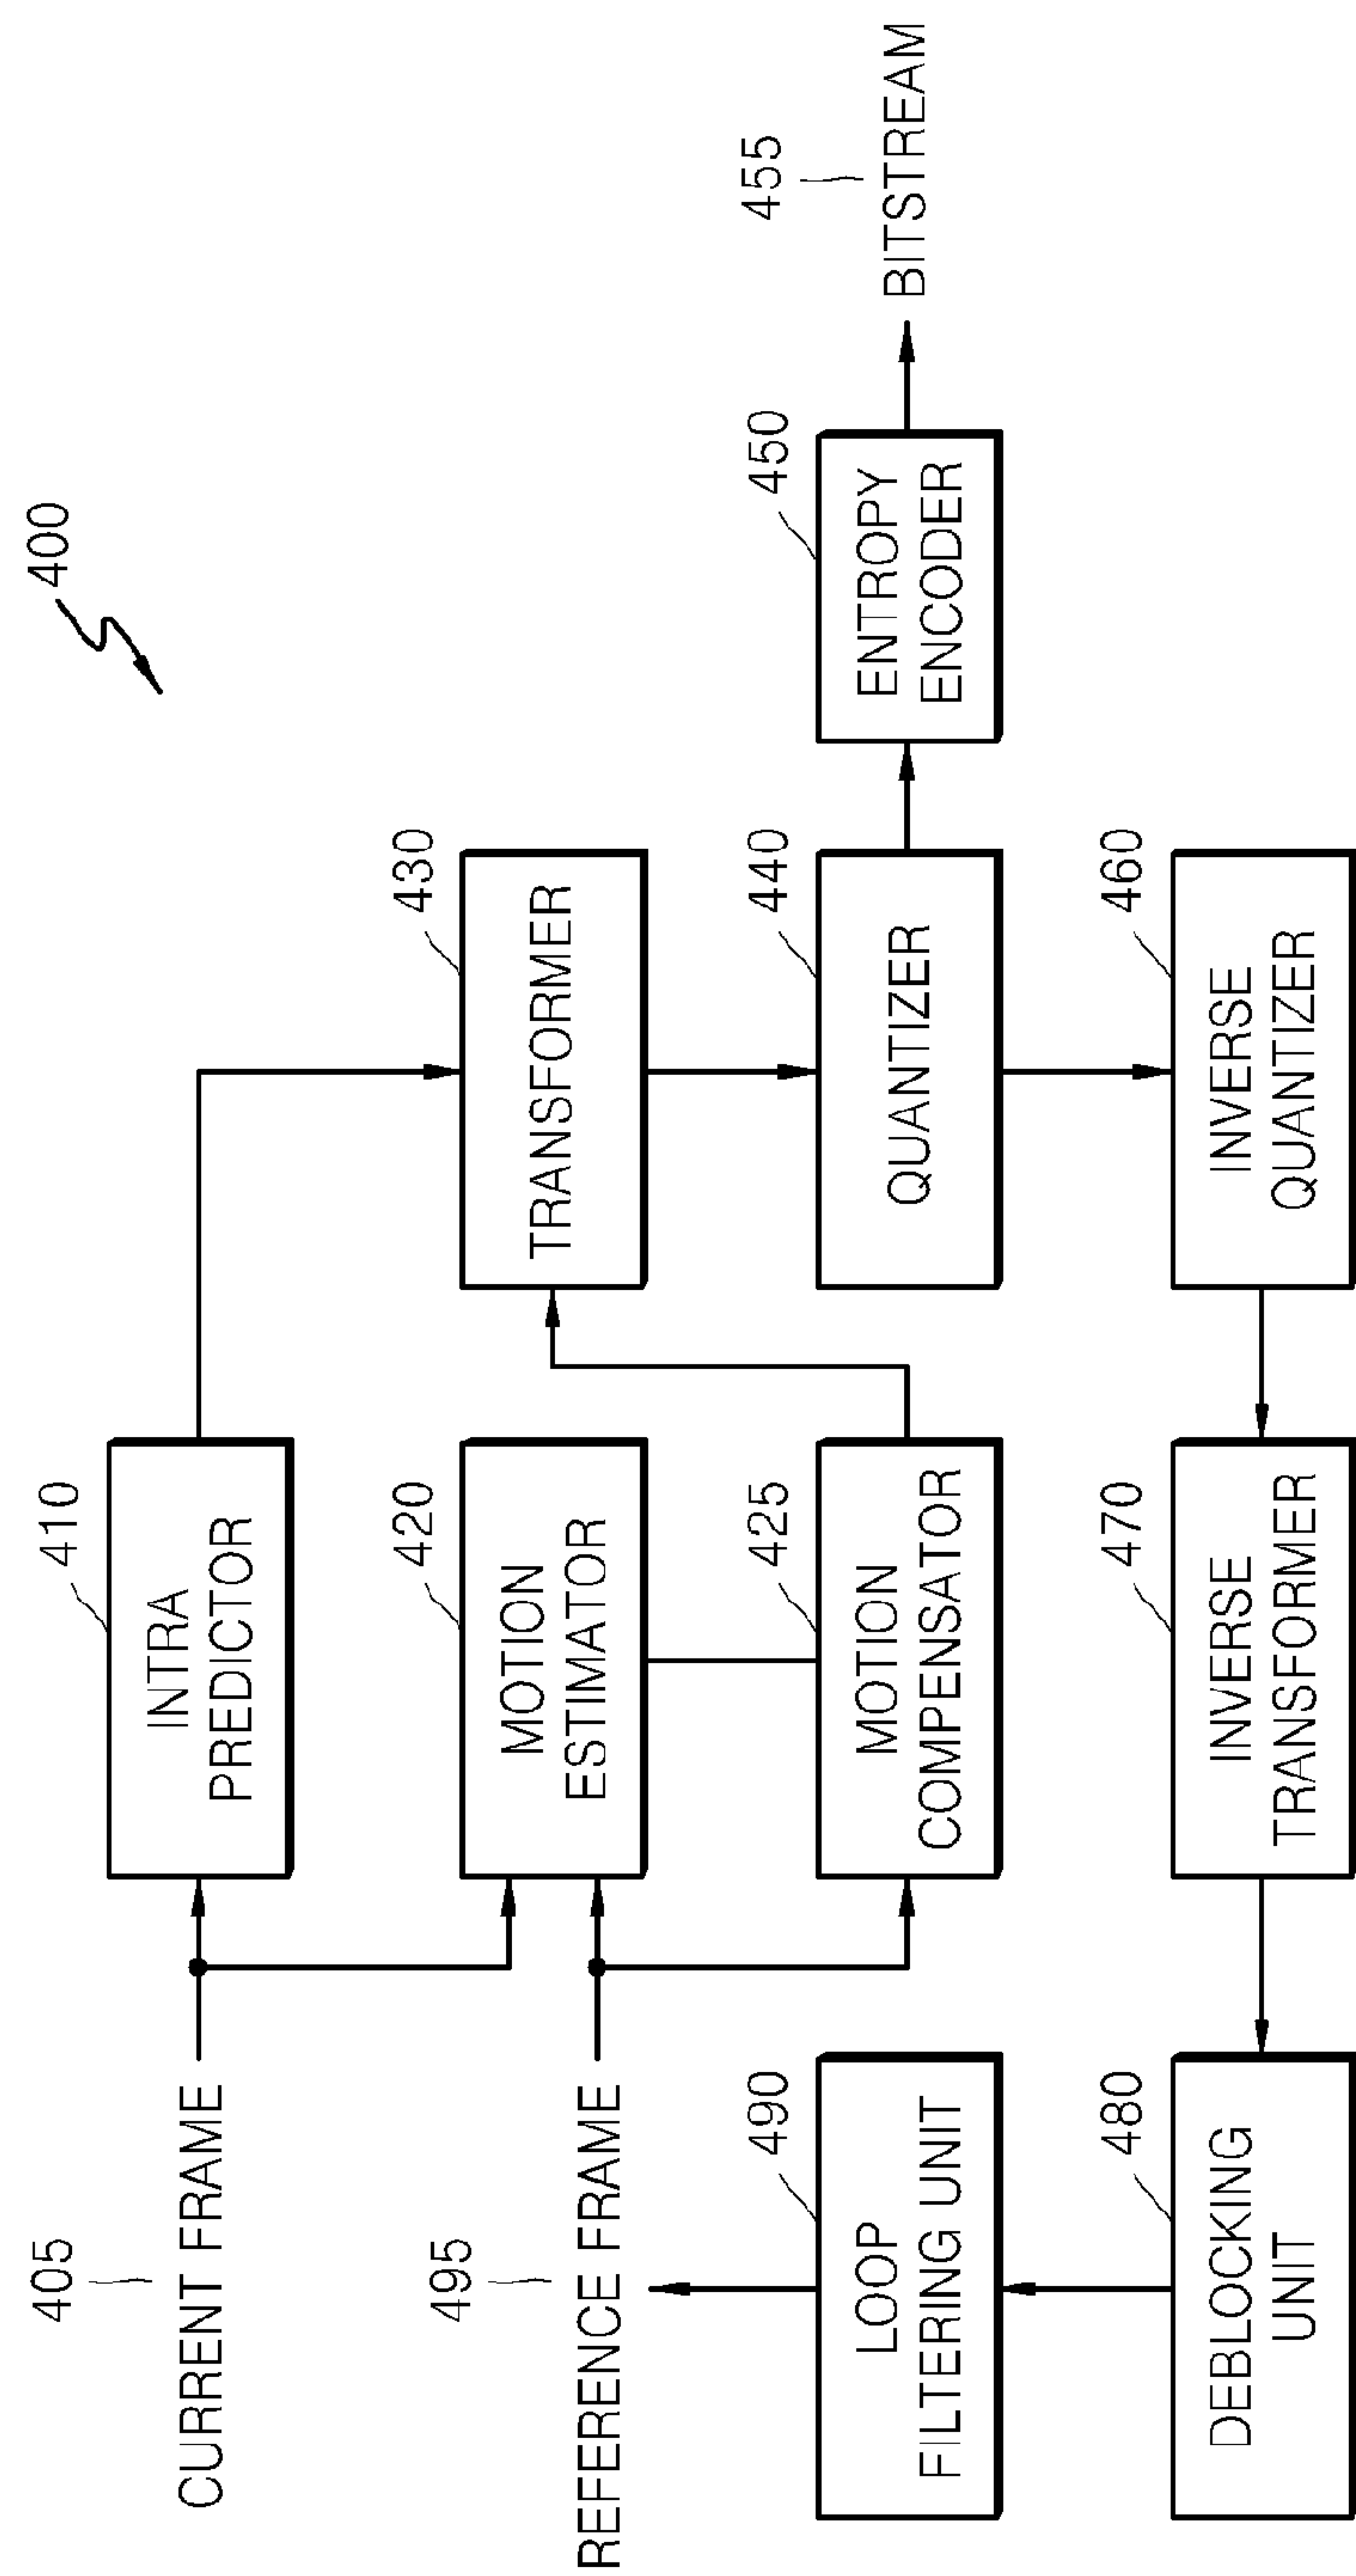 400
405
CURRENT FRAME
410
INTRA
PREDICTOR
495
REFERENCE FRAME
420
MOTION
ESTIMATOR
430
TRANSFORMER
490
LOOP
FILTERING UNIT
425
MOTION
COMPENSATOR
440
QUANTIZER
450
ENTROPY
ENCODER
455
BITSTREAM
480
DEBLOCKING
UNIT
470
INVERSE
TRANSFORMER
460
INVERSE
QUANTIZER